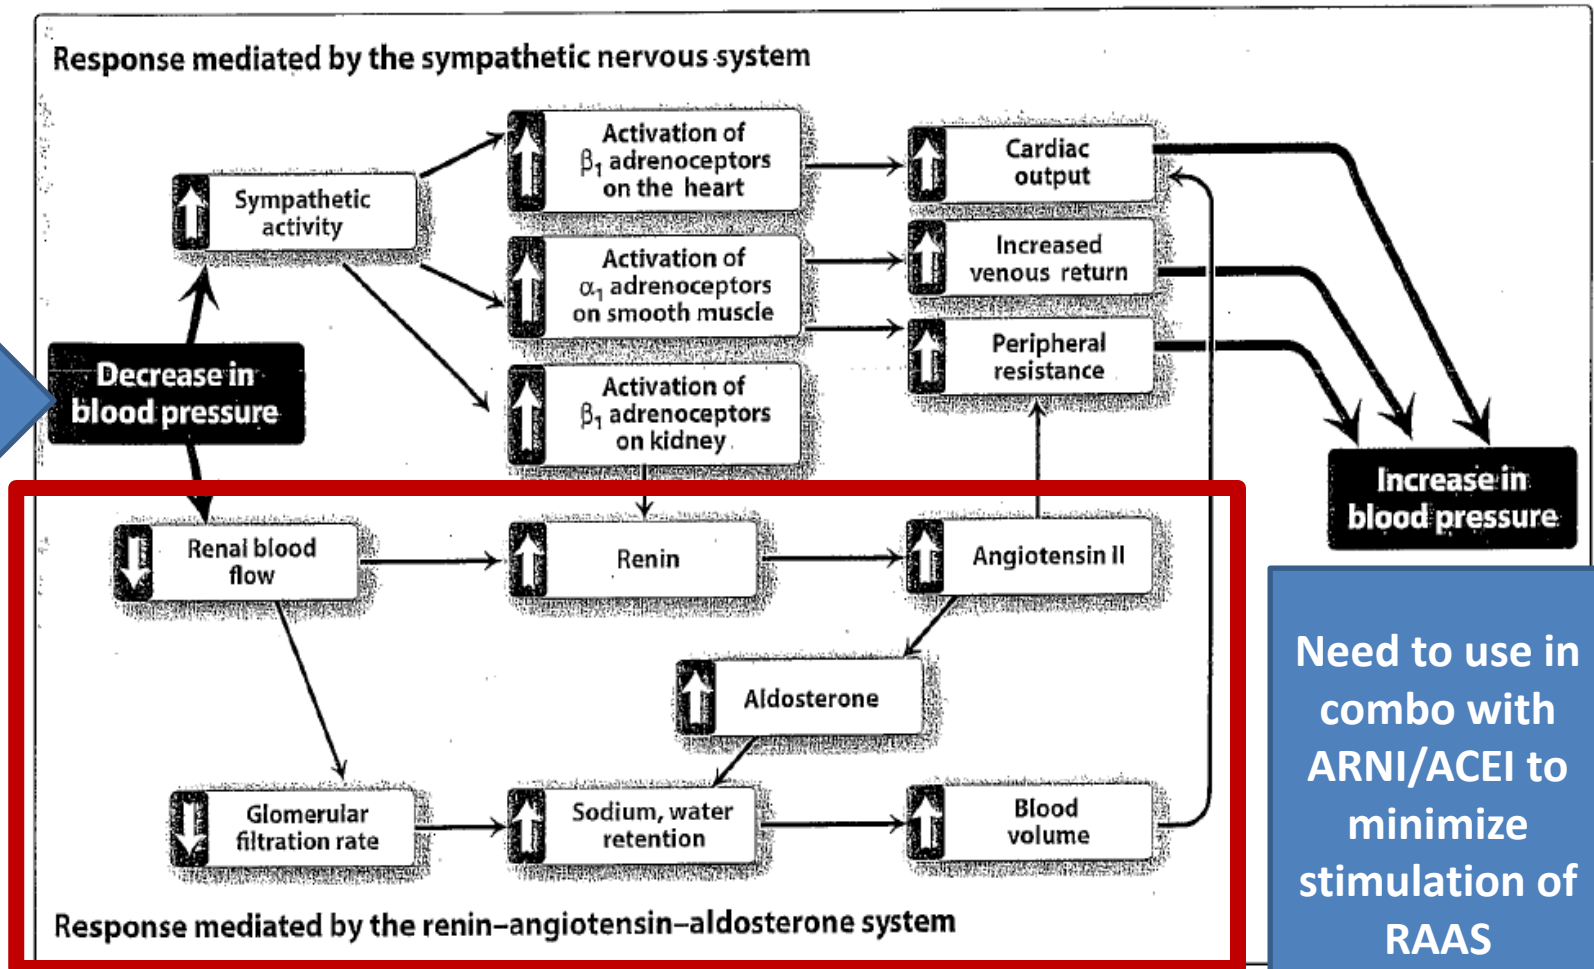 Response mediated by the sympathetic nervous system
Activation of
β1 adrenoceptors
on the heart
Cardiac
output
Sympathetic
activity
Activation of
α1 adrenoceptors
on smooth muscle
Increased
venous return
Peripheral
resistance
Decrease in
blood pressure
Activation of
β1 adrenoceptors
on kidney
Increase in
blood pressure
Renal blood
flow
Renin
Angiotensin II
Aldosterone
Glomerular
filtration rate
Sodium, water
retention
Blood
volume
Response mediated by the renin–angiotensin–aldosterone system
Need to use in
combo with
ARNI/ACEI to
minimize
stimulation of
RAAS